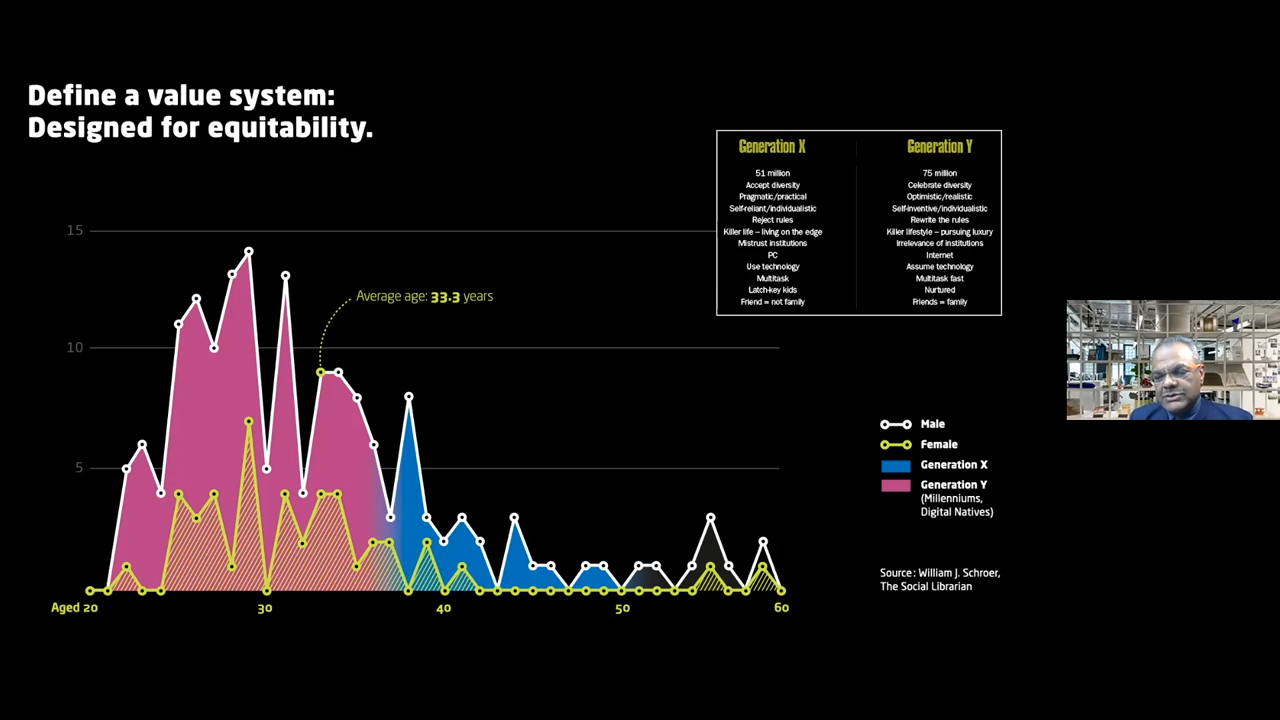 Define a value system:
Designed for equitability.
Generation X
51 million
Accept diversity
Pragmatic/practical
Self-reliant/individualistic
Reject rules
Killer life – living on the edge
Mistrust institutions
PC
Use technology
Multitask
Latch-key kids
Friend = not family
Generation Y
75 million
Celebrate diversity
Optimistic/realistic
Self-inventive/individualistic
Rewrite the rules
Killer lifestyle – pursuing luxury
Irrelevance of institutions
Internet
Assume technology
Multitask fast
Nurtured
Friends = family
15
10
5
Average age: 33.3 years
Aged 20
30
40
50
60
Male
Female
Generation X
Generation Y
(Millenniums,
Digital Natives)
Source: William J. Schroer,
The Social Librarian